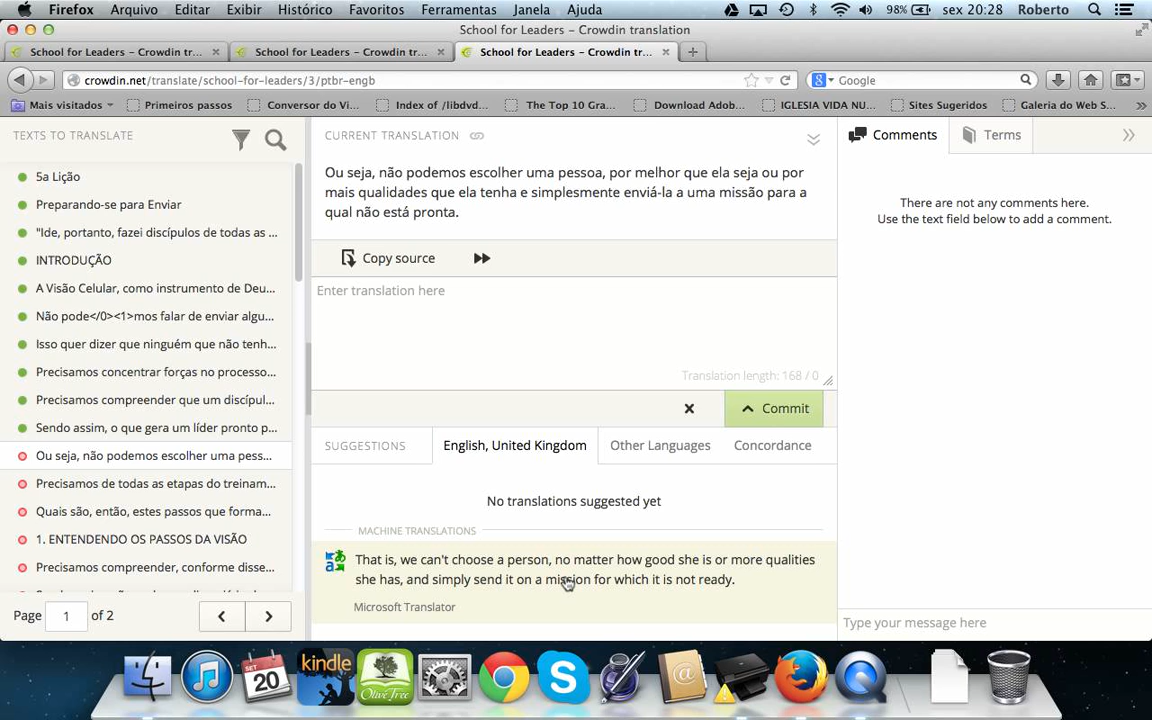 Firefox Arquivo Editar Exibir Histórico Favoritos Ferramentas Janela Ajuda 98% sex 20:28 Roberto
School for Leaders – Crowdin translation
School for Leaders – Crowdin tr... School for Leaders – Crowdin tr... School for Leaders – Crowdin tr...
crowdin.net/translate/school-for-leaders/3/ptbr-engb Google
Mais visitados Primeiros passos Conversor do Vi... Index of /libdvd... The Top 10 Gra... Download Adob... IGLESIA VIDA NU... Sites Sugeridos Galeria do Web S...
TEXTS TO TRANSLATE
5a Lição
Preparando-se para Enviar
"Ide, portanto, fazei discípulos de todas as ...
INTRODUÇÃO
A Visão Celular, como instrumento de Deu...
Não pode</0><1>mos falar de enviar algu...
Isso quer dizer que ninguém que não tenh...
Precisamos concentrar forças no processo...
Precisamos compreender que um discípul...
Sendo assim, o que gera um líder pronto p...
Ou seja, não podemos escolher uma pess...
Precisamos de todas as etapas do treinam...
Quais são, então, estes passos que forma...
1. ENTENDENDO OS PASSOS DA VISÃO
Precisamos compreender, conforme disse...
Page 1 of 2
CURRENT TRANSLATION
Ou seja, não podemos escolher uma pessoa, por melhor que ela seja ou por
mais qualidades que ela tenha e simplesmente enviá-la a uma missão para a
qual não está pronta.
Copy source
Enter translation here
Translation length: 168 / 0
Commit
SUGGESTIONS English, United Kingdom Other Languages Concordance
No translations suggested yet
MACHINE TRANSLATIONS
That is, we can't choose a person, no matter how good she is or more qualities
she has, and simply send it on a mission for which it is not ready.
Microsoft Translator
Comments Terms
There are not any comments here.
Use the text field below to add a comment.
Type your message here
SET
20
kindle
OLIVE TREE